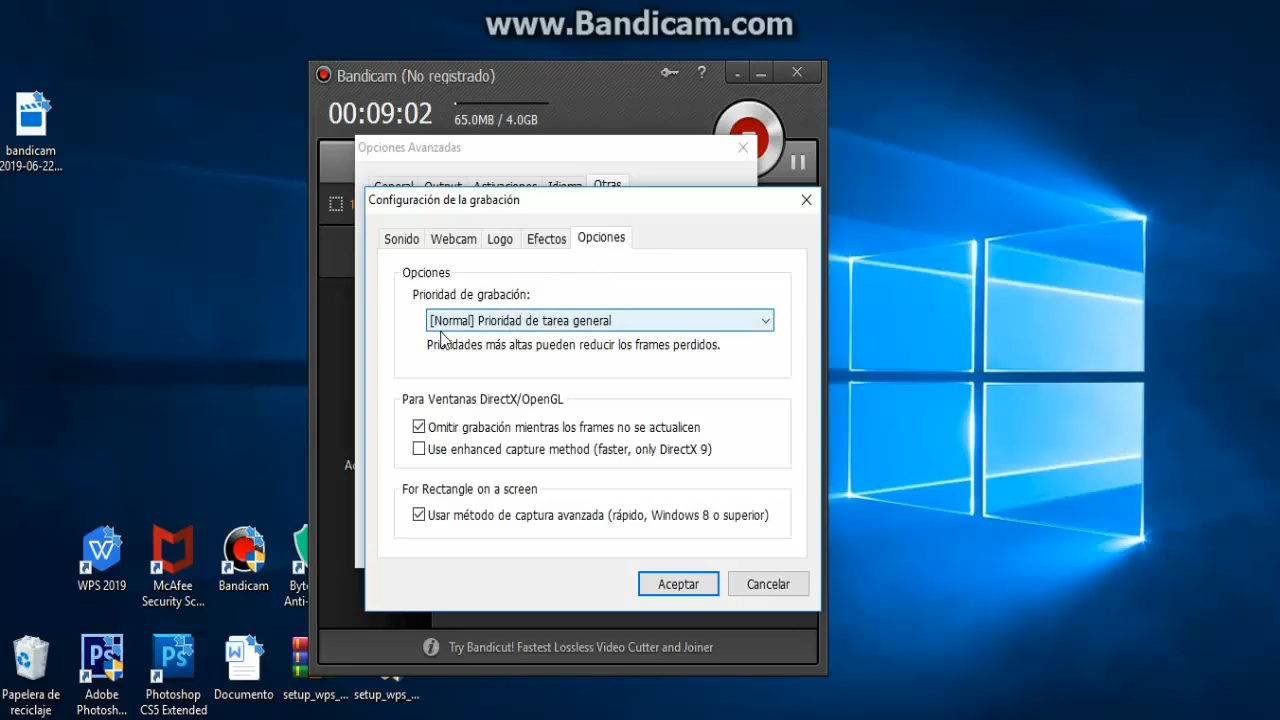 www.Bandicam.com
Bandicam (No registrado)
?
00:09:02
65.0MB / 4.0GB
bandicam
2019-06-22...
Opciones Avanzadas
General Output Activaciones Idioma Otras
Configuración de la grabación
Sonido Webcam Logo Efectos Opciones
Opciones
Prioridad de grabación:
[Normal] Prioridad de tarea general
Prioridades más altas pueden reducir los frames perdidos.
Para Ventanas DirectX/OpenGL
Omitir grabación mientras los frames no se actualicen
Use enhanced capture method (faster, only DirectX 9)
For Rectangle on a screen
Usar método de captura avanzada (rápido, Windows 8 o superior)
Aceptar Cancelar
Try Bandicut! Fastest Lossless Video Cutter and Joiner
WPS 2019
McAfee
Security Sc...
Bandicam
Papelera de
reciclaje
Adobe
Photosh...
Photoshop
CS5 Extended
Documento
setup_wps_...
setup_wps_...